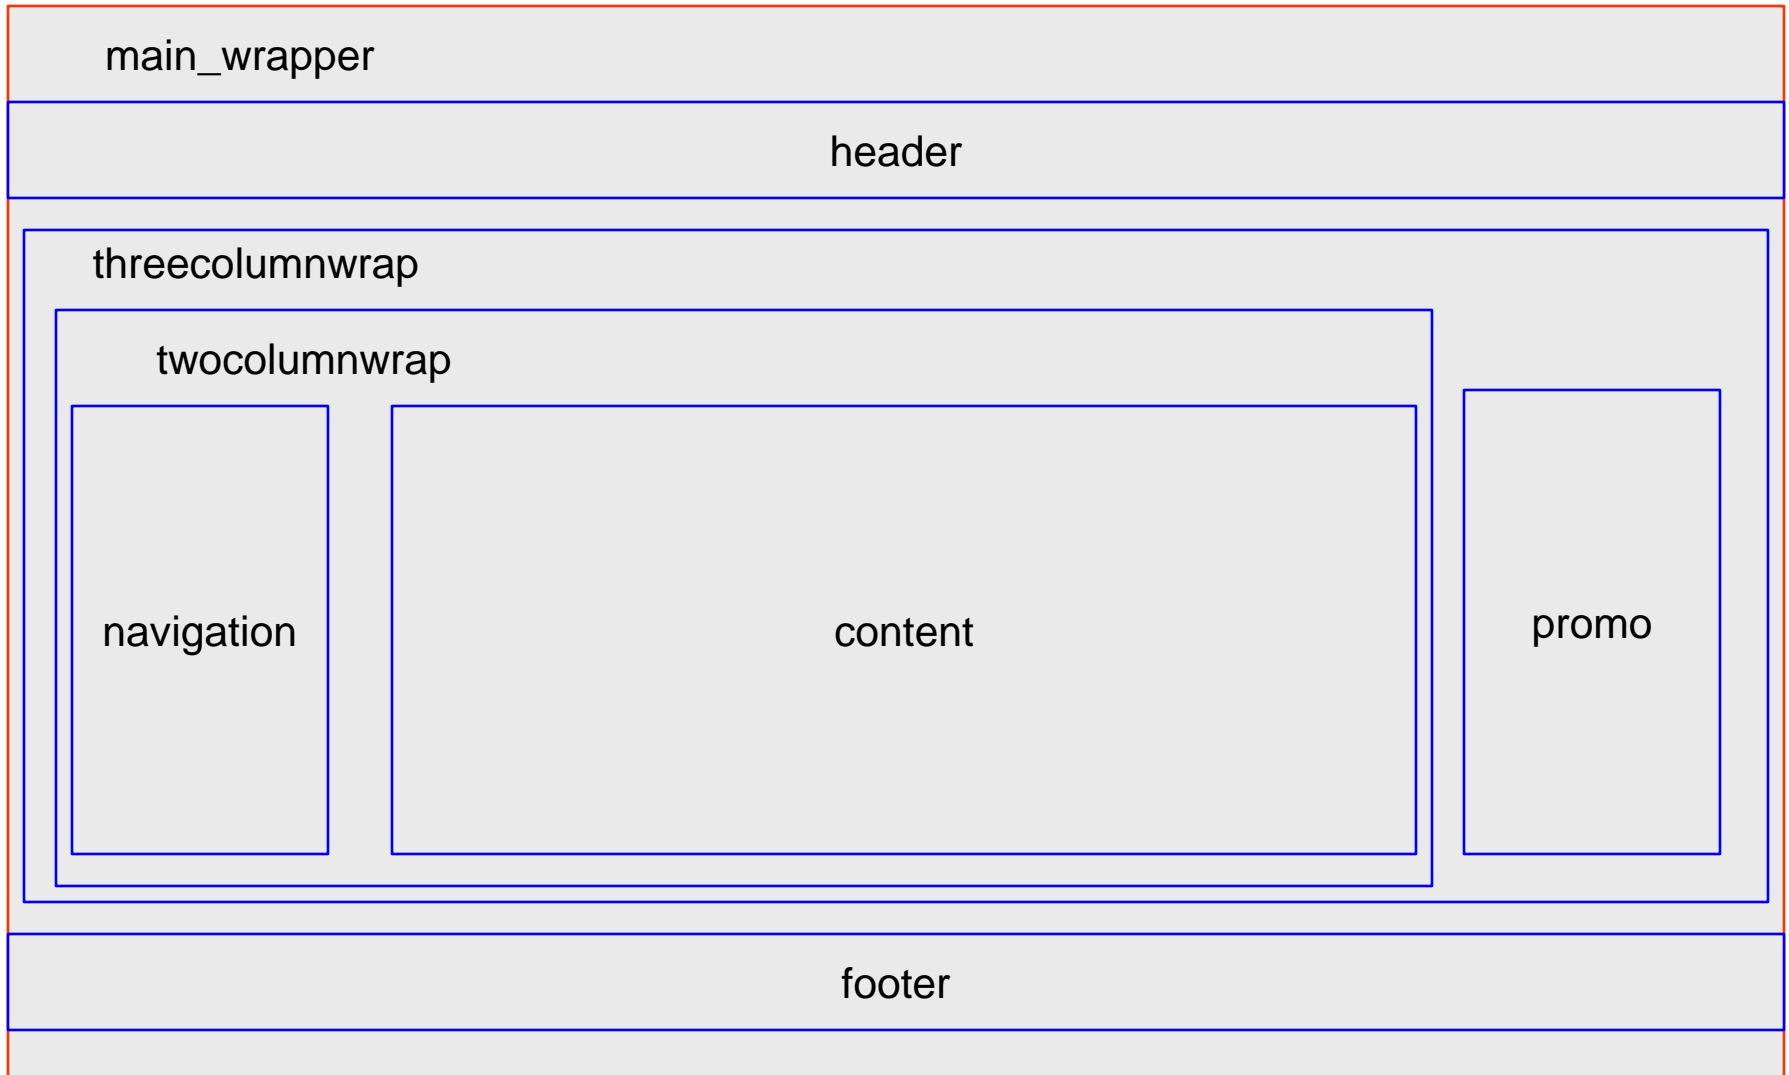 main_wrapper
header
threecolumnwrap
twocolumnwrap
navigation
content
promo
footer